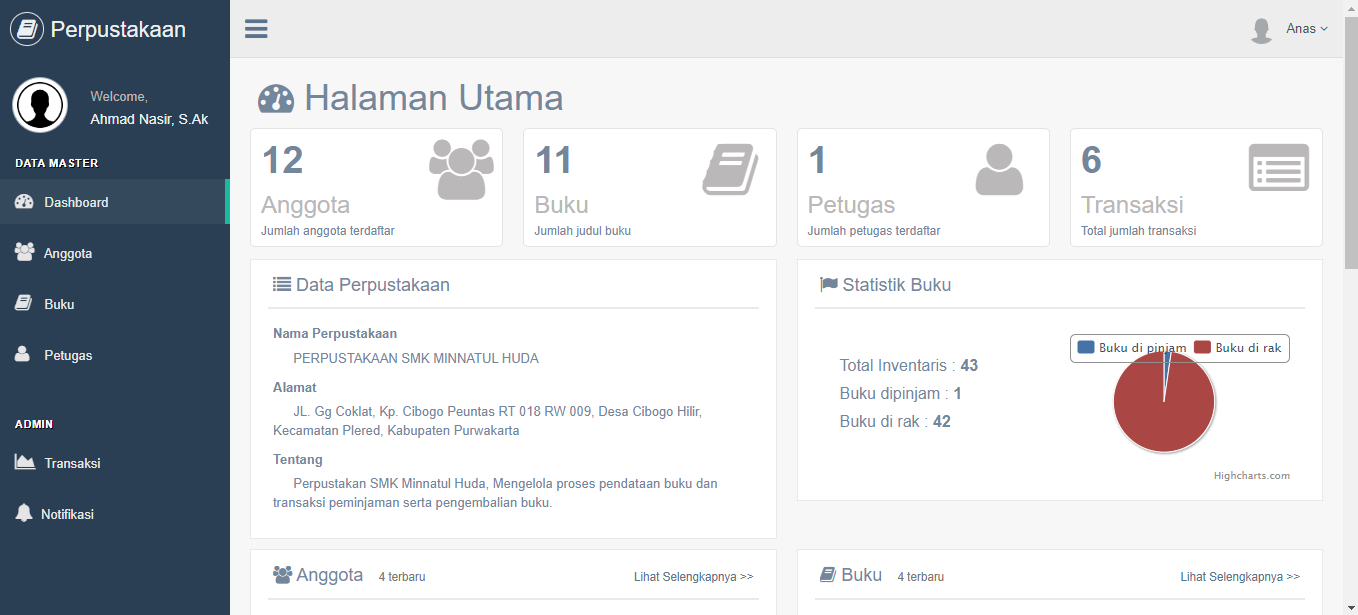 Perpustakaan
Anas
Welcome,
Ahmad Nasir, S.Ak
DATA MASTER
Dashboard
Anggota
Buku
Petugas
ADMIN
Transaksi
Notifikasi
Halaman Utama
12
Anggota
Jumlah anggota terdaftar
11
Buku
Jumlah judul buku
1
Petugas
Jumlah petugas terdaftar
6
Transaksi
Total jumlah transaksi
Data Perpustakaan
Nama Perpustakaan
PERPUSTAKAAN SMK MINNATUL HUDA
Alamat
JL. Gg Coklat, Kp. Cibogo Peuntas RT 018 RW 009, Desa Cibogo Hilir,
Kecamatan Plered, Kabupaten Purwakarta
Tentang
Perpustakan SMK Minnatul Huda, Mengelola proses pendataan buku dan
transaksi peminjaman serta pengembalian buku.
Statistik Buku
Total Inventaris : 43
Buku dipinjam : 1
Buku di rak : 42
Buku di pinjam Buku di rak
Highcharts.com
Anggota 4 terbaru Lihat Selengkapnya >>
Buku 4 terbaru Lihat Selengkapnya >>